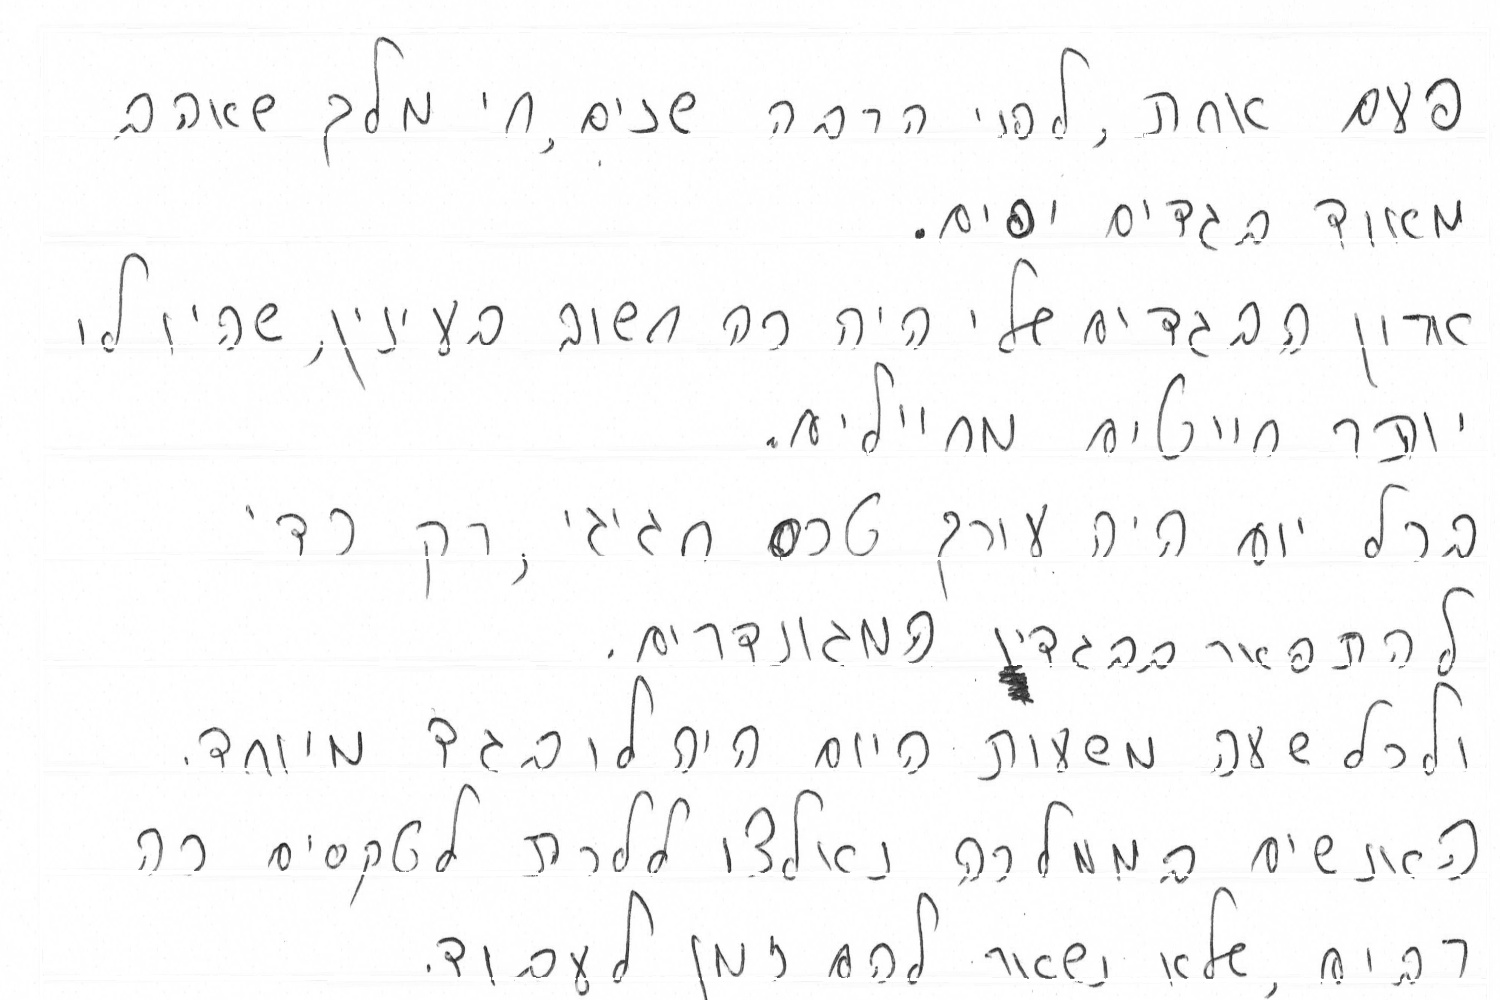 פעם אחת, לפני הרבה שנים, חי מלך שאהב
מאוד בגדים יפים.
ארון הבגדים שלי היה כה חשוב בעיניו, שהיו לו
יותר חייטים מחיילים.
בכל יום היה עורך טכס חגיגי, רק כדי
להתפאר בבגדיו המגונדרים.
ולכל שעה משעות היום היה לו בגד מיוחד.
האנשים בממלכה נאלצו ללכת לטקסים כה
רבים, שלא נשאר להם זמן לעבוד.